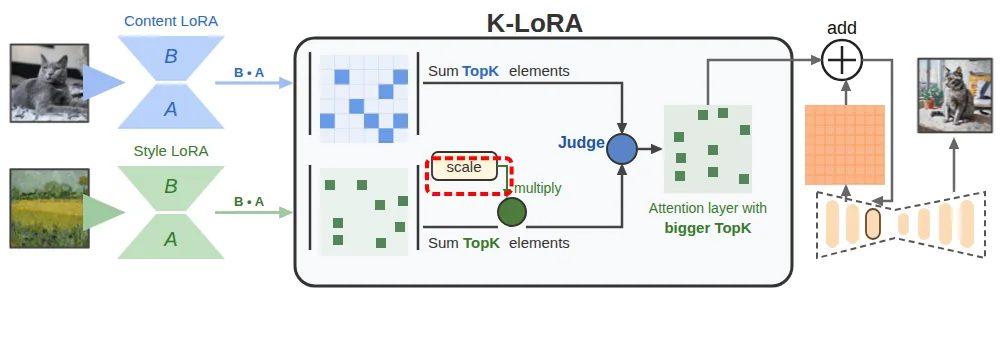 K-LoRA
Content LoRA
B
A
B • A
Sum TopK elements
scale
multiply
Judge
Style LoRA
B
A
B • A
Sum TopK elements
Attention layer with
bigger TopK
add